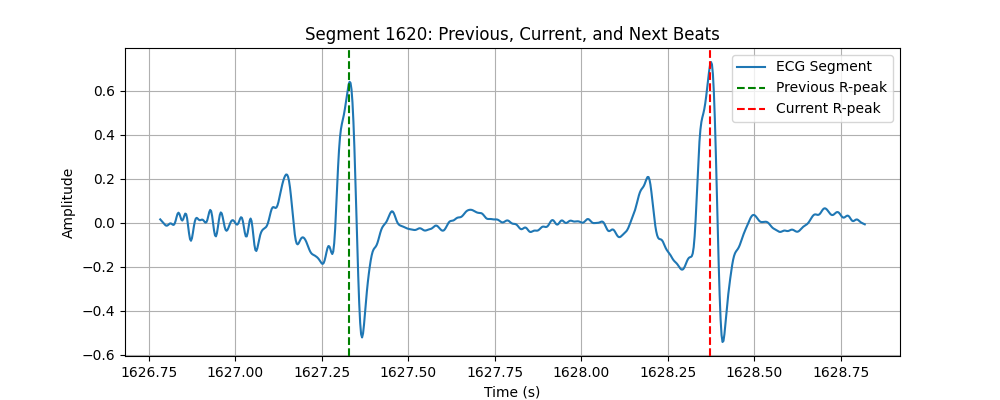 Segment 1620: Previous, Current, and Next Beats
ECG Segment
Previous R-peak
Current R-peak
Amplitude
0.6
0.4
0.2
0.0
−0.2
−0.4
−0.6
1626.75 1627.00 1627.25 1627.50 1627.75 1628.00 1628.25 1628.50 1628.75
Time (s)